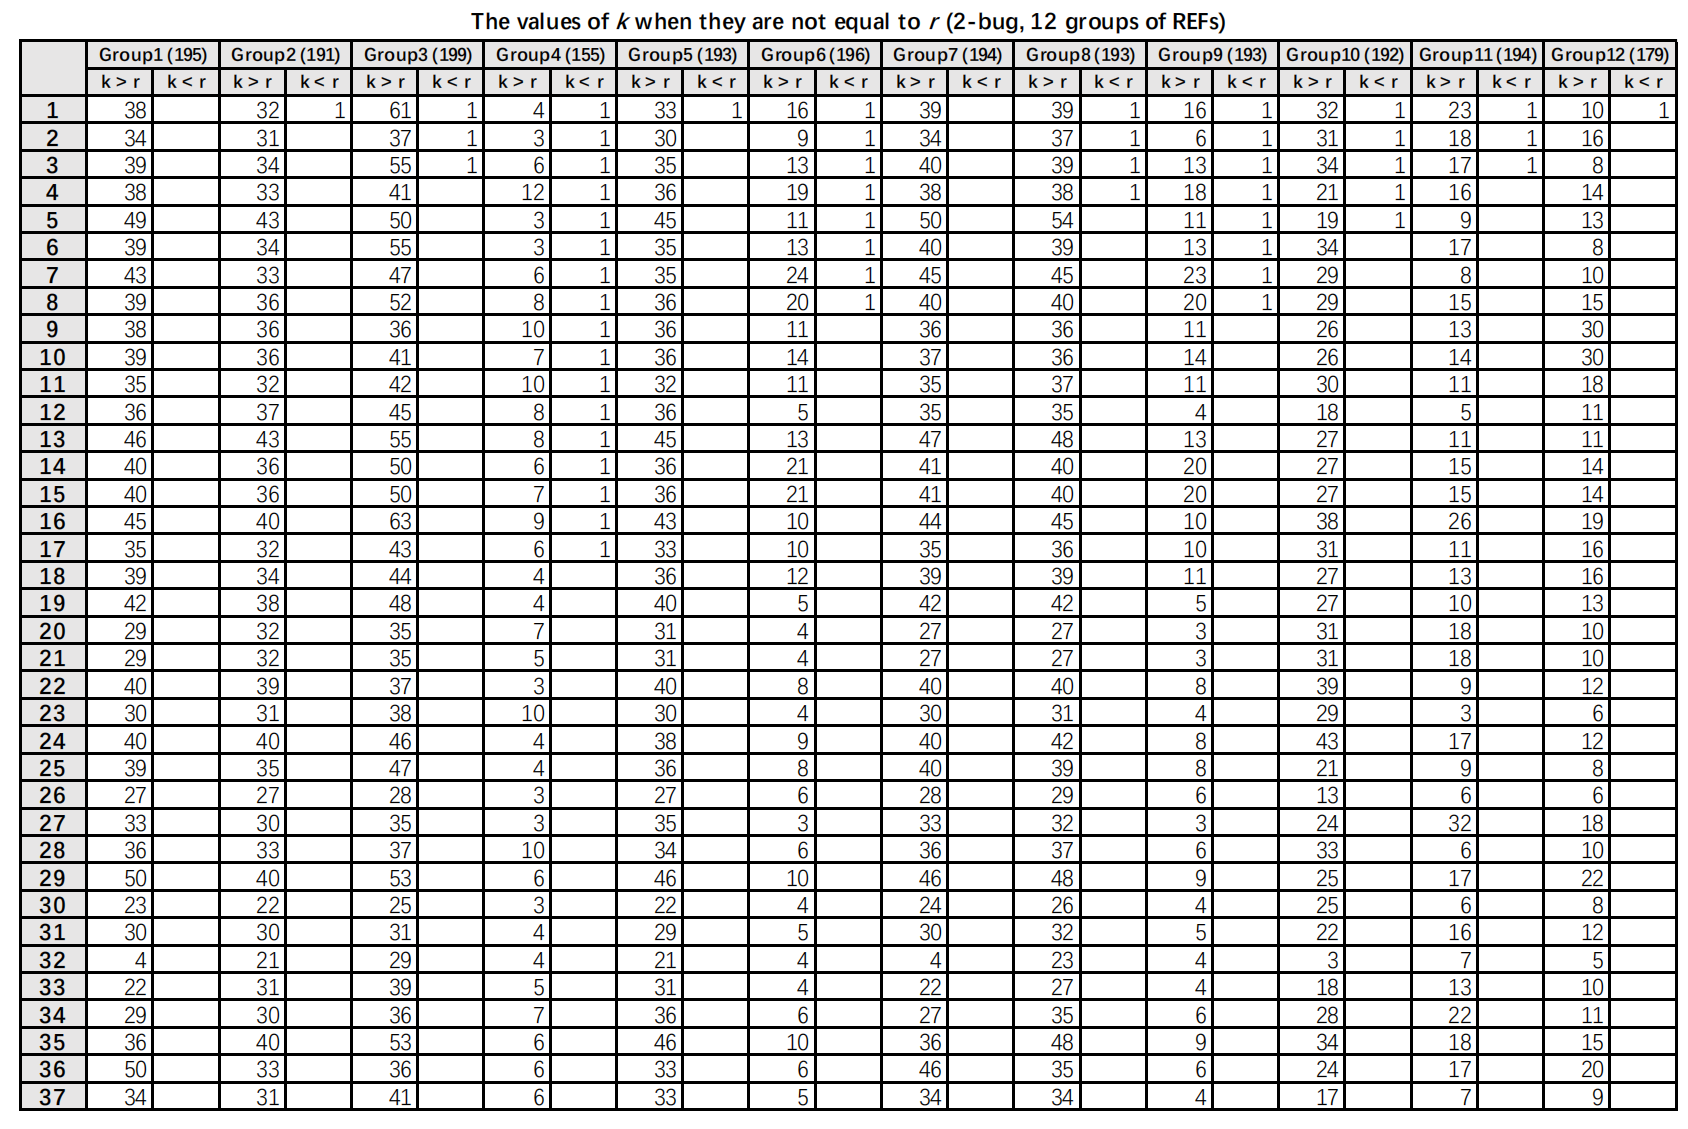 The values of k when they are not equal to r (2-bug, 12 groups of REFs)
Group1 (195) Group2 (191) Group3 (199) Group4 (155) Group5 (193) Group6 (196) Group7 (194) Group8 (193) Group9 (193) Group10 (192) Group11 (194) Group12 (179)
k > r k < r k > r k < r k > r k < r k > r k < r k > r k < r k > r k < r k > r k < r k > r k < r k > r k < r k > r k < r k > r k < r k > r k < r
1 38 32 1 61 1 4 1 33 1 16 1 39 39 1 16 1 32 1 23 1 10 1
2 34 31 37 1 3 1 30 9 1 34 37 1 6 1 31 1 18 1 16
3 39 34 55 1 6 1 35 13 1 40 39 1 13 1 34 1 17 1 8
4 38 33 41 12 1 36 19 1 38 38 1 18 1 21 1 16 14
5 49 43 50 3 1 45 11 1 50 54 11 1 19 1 9 13
6 39 34 55 3 1 35 13 1 40 39 13 1 34 17 8
7 43 33 47 6 1 35 24 1 45 45 23 1 29 8 10
8 39 36 52 8 1 36 20 1 40 40 20 1 29 15 15
9 38 36 36 10 1 36 11 36 36 11 26 13 30
10 39 36 41 7 1 36 14 37 36 14 26 14 30
11 35 32 42 10 1 32 11 35 37 11 30 11 18
12 36 37 45 8 1 36 5 35 35 4 18 5 11
13 46 43 55 8 1 45 13 47 48 13 27 11 11
14 40 36 50 6 1 36 21 41 40 20 27 15 14
15 40 36 50 7 1 36 21 41 40 20 27 15 14
16 45 40 63 9 1 43 10 44 45 10 38 26 19
17 35 32 43 6 1 33 10 35 36 10 31 11 16
18 39 34 44 4 36 12 39 39 11 27 13 16
19 42 38 48 4 40 5 42 42 5 27 10 13
20 29 32 35 7 31 4 27 27 3 31 18 10
21 29 32 35 5 31 4 27 27 3 31 18 10
22 40 39 37 3 40 8 40 40 8 39 9 12
23 30 31 38 10 30 4 30 31 4 29 3 6
24 40 40 46 4 38 9 40 42 8 43 17 12
25 39 35 47 4 36 8 40 39 8 21 9 8
26 27 27 28 3 27 6 28 29 6 13 6 6
27 33 30 35 3 35 3 33 32 3 24 32 18
28 36 33 37 10 34 6 36 37 6 33 6 10
29 50 40 53 6 46 10 46 48 9 25 17 22
30 23 22 25 3 22 4 24 26 4 25 6 8
31 30 30 31 4 29 5 30 32 5 22 16 12
32 4 21 29 4 21 4 4 23 4 3 7 5
33 22 31 39 5 31 4 22 27 4 18 13 10
34 29 30 36 7 36 6 27 35 6 28 22 11
35 36 40 53 6 46 10 36 48 9 34 18 15
36 50 33 36 6 33 6 46 35 6 24 17 20
37 34 31 41 6 33 5 34 34 4 17 7 9